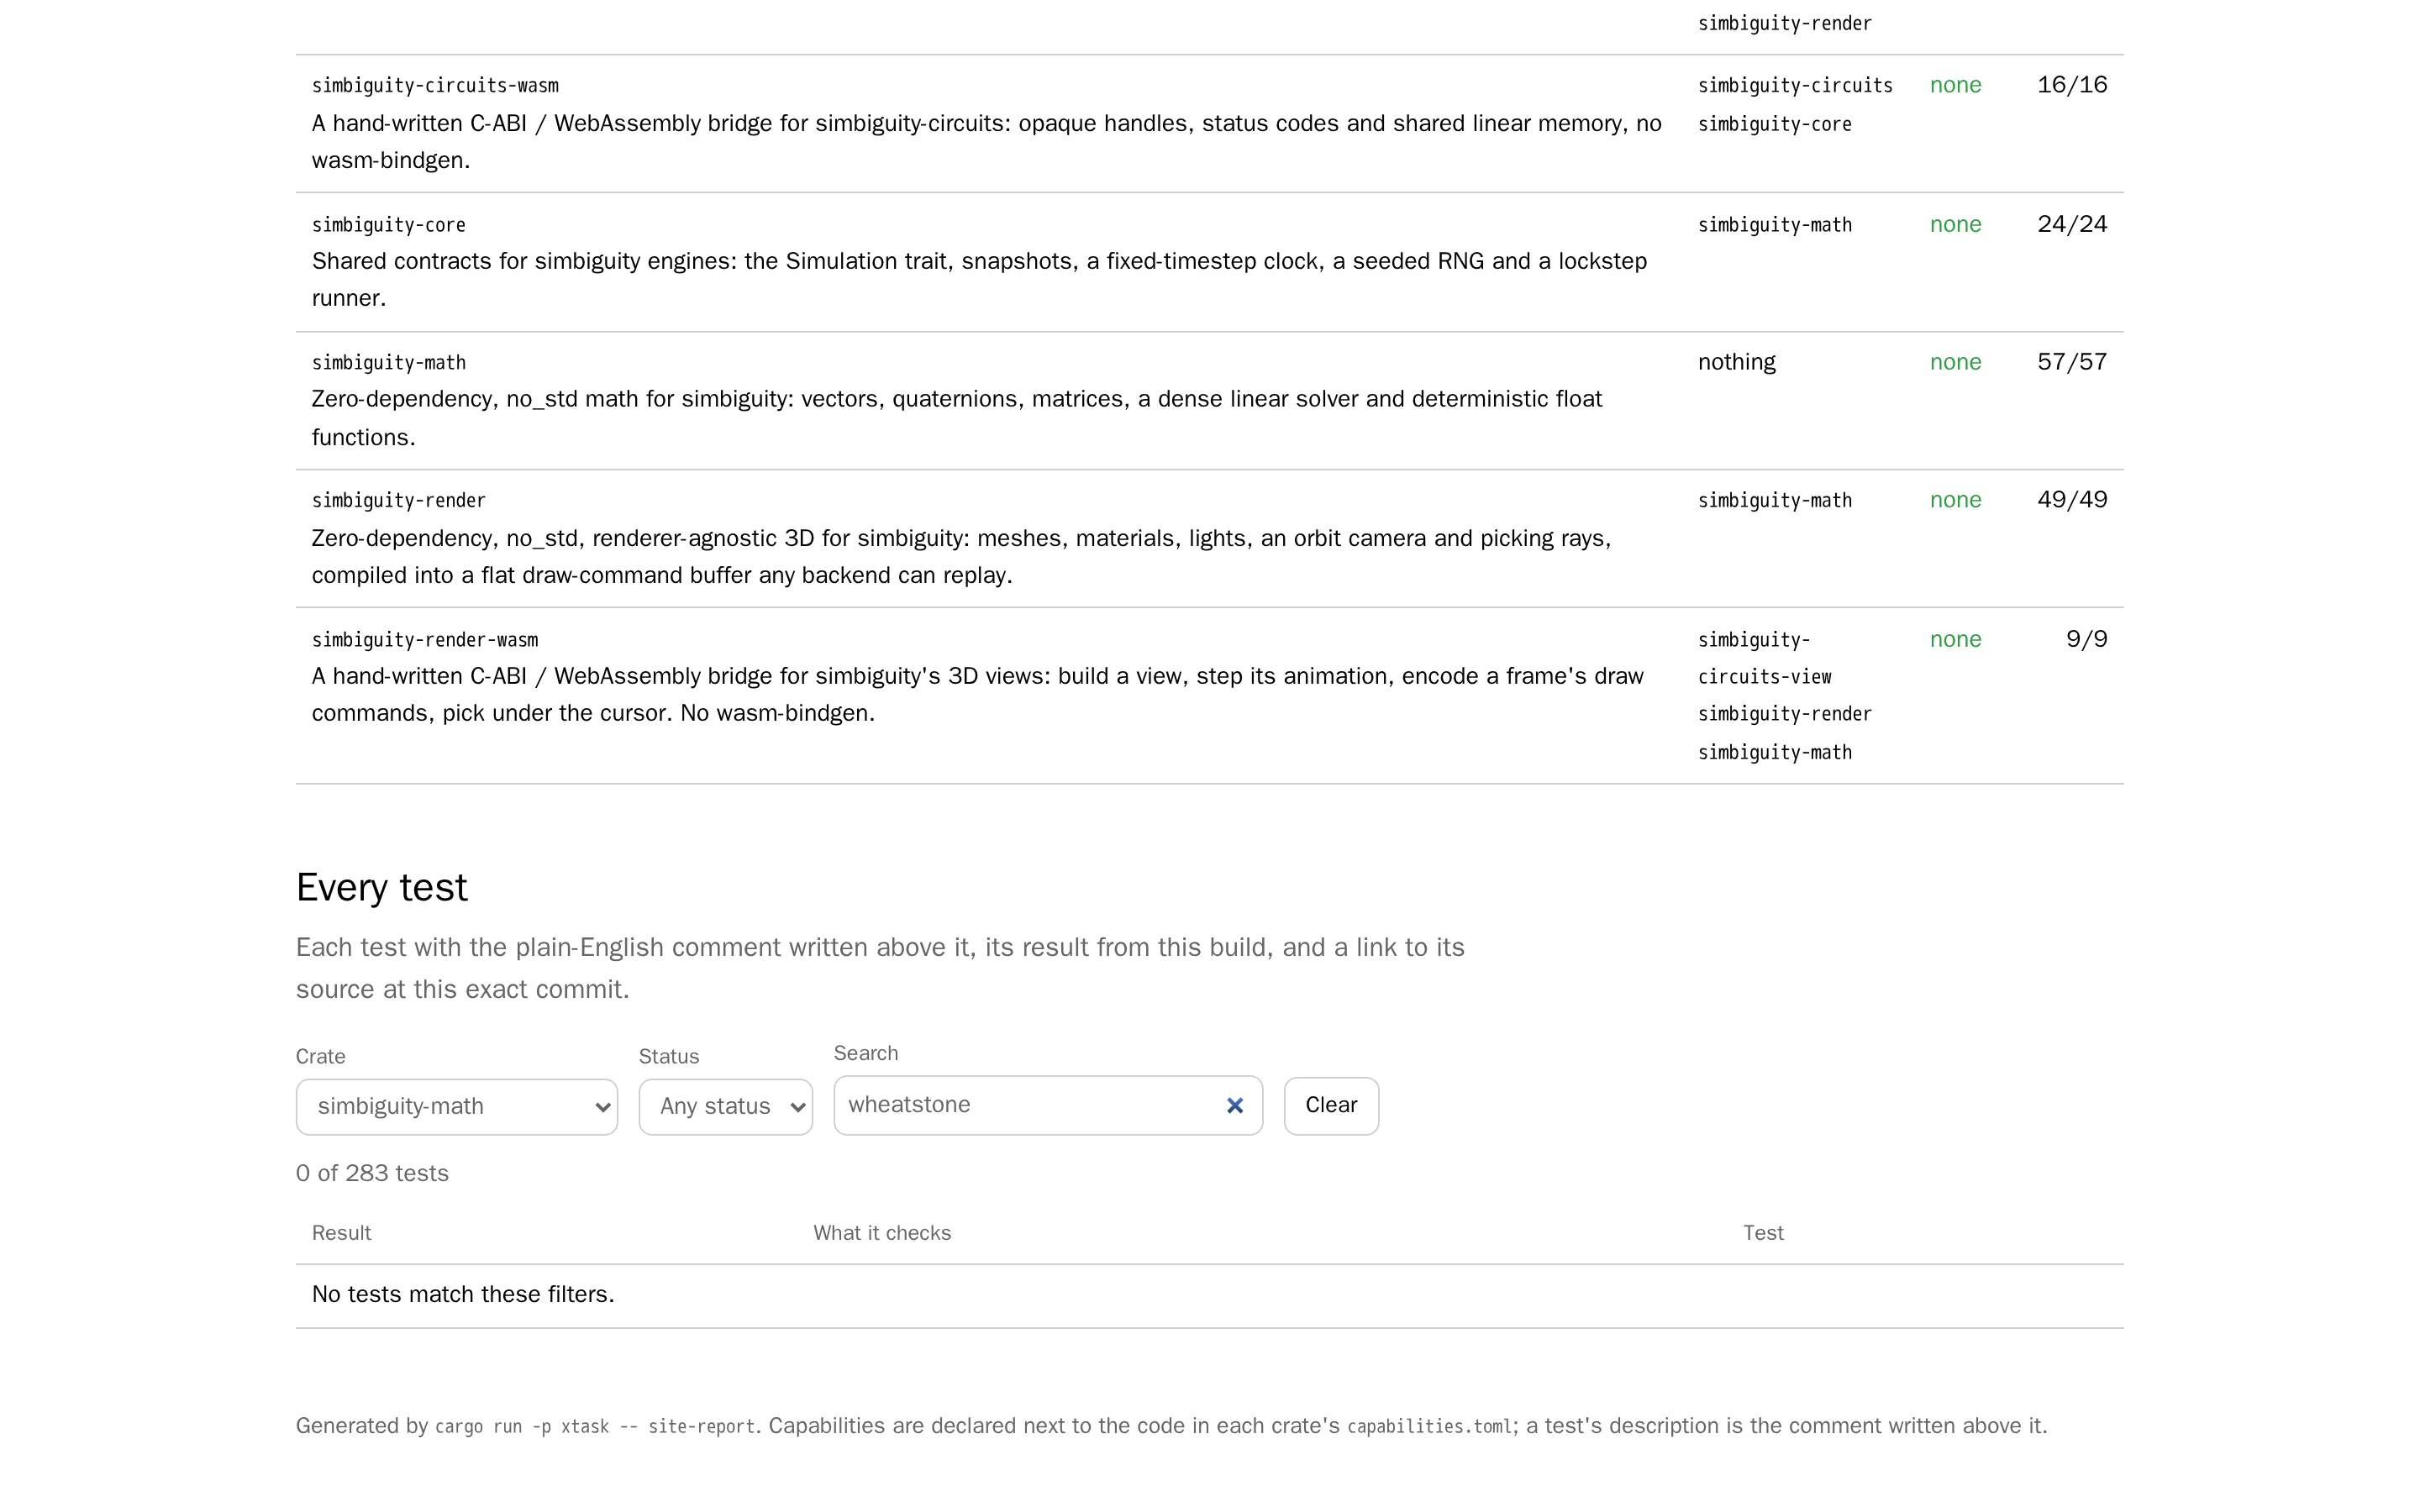 simbiguity-render
simbiguity-circuits-wasm
A hand-written C-ABI / WebAssembly bridge for simbiguity-circuits: opaque handles, status codes and shared linear memory, no
wasm-bindgen.
simbiguity-circuits
simbiguity-core
none
16/16
simbiguity-core
Shared contracts for simbiguity engines: the Simulation trait, snapshots, a fixed-timestep clock, a seeded RNG and a lockstep
runner.
simbiguity-math
none
24/24
simbiguity-math
Zero-dependency, no_std math for simbiguity: vectors, quaternions, matrices, a dense linear solver and deterministic float
functions.
nothing
none
57/57
simbiguity-render
Zero-dependency, no_std, renderer-agnostic 3D for simbiguity: meshes, materials, lights, an orbit camera and picking rays,
compiled into a flat draw-command buffer any backend can replay.
simbiguity-math
none
49/49
simbiguity-render-wasm
A hand-written C-ABI / WebAssembly bridge for simbiguity's 3D views: build a view, step its animation, encode a frame's draw
commands, pick under the cursor. No wasm-bindgen.
simbiguity-
circuits-view
simbiguity-render
simbiguity-math
none
9/9
Every test
Each test with the plain-English comment written above it, its result from this build, and a link to its
source at this exact commit.
Crate
Status
Search
simbiguity-math
Any status
wheatstone
Clear
0 of 283 tests
Result
What it checks
Test
No tests match these filters.
Generated by cargo run -p xtask -- site-report. Capabilities are declared next to the code in each crate's capabilities.toml; a test's description is the comment written above it.